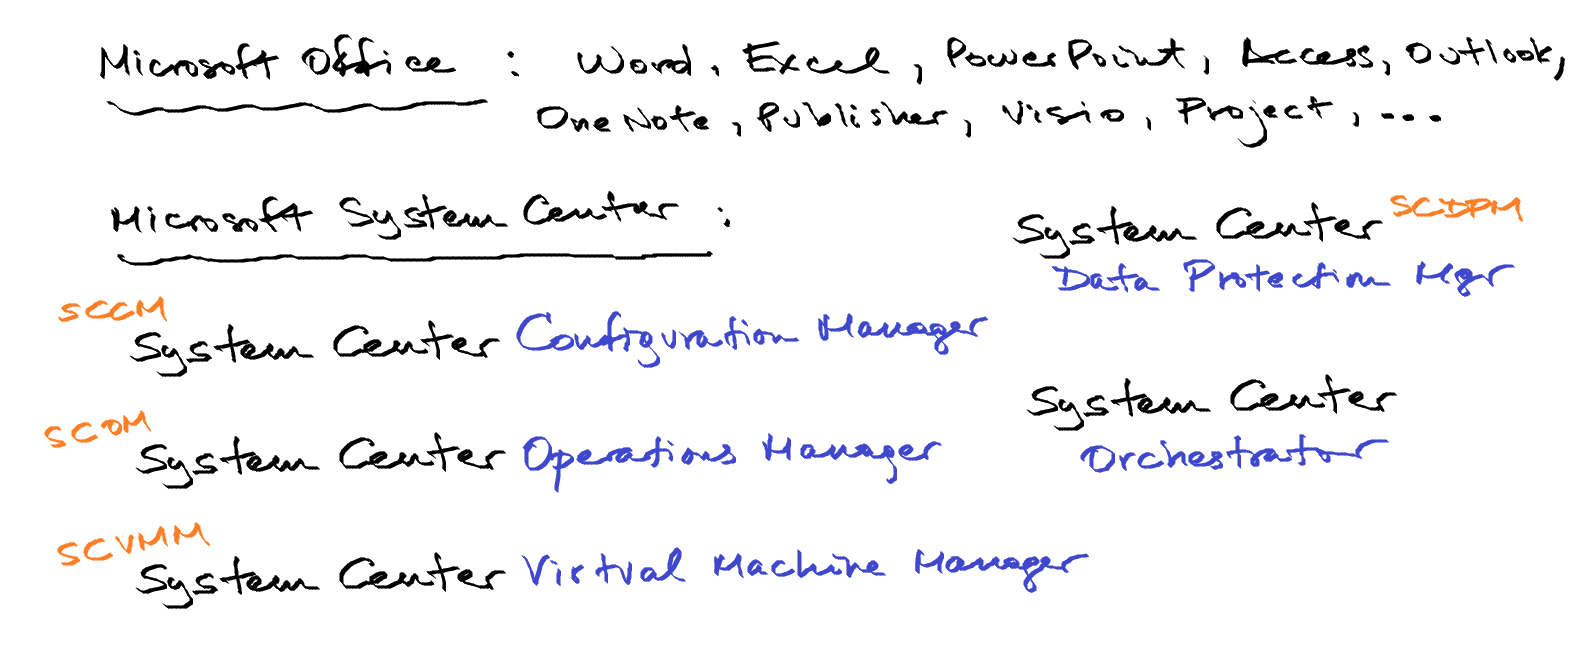 Microsoft Office : Word, Excel, PowerPoint, Access, Outlook,
OneNote, Publisher, Visio, Project, ...
Microsoft System Center :
SCCM
System Center Configuration Manager
SCOM
System Center Operations Manager
SCVMM
System Center Virtual Machine Manager
System Center SCDPM
Data Protection Mgr
System Center
Orchestrator